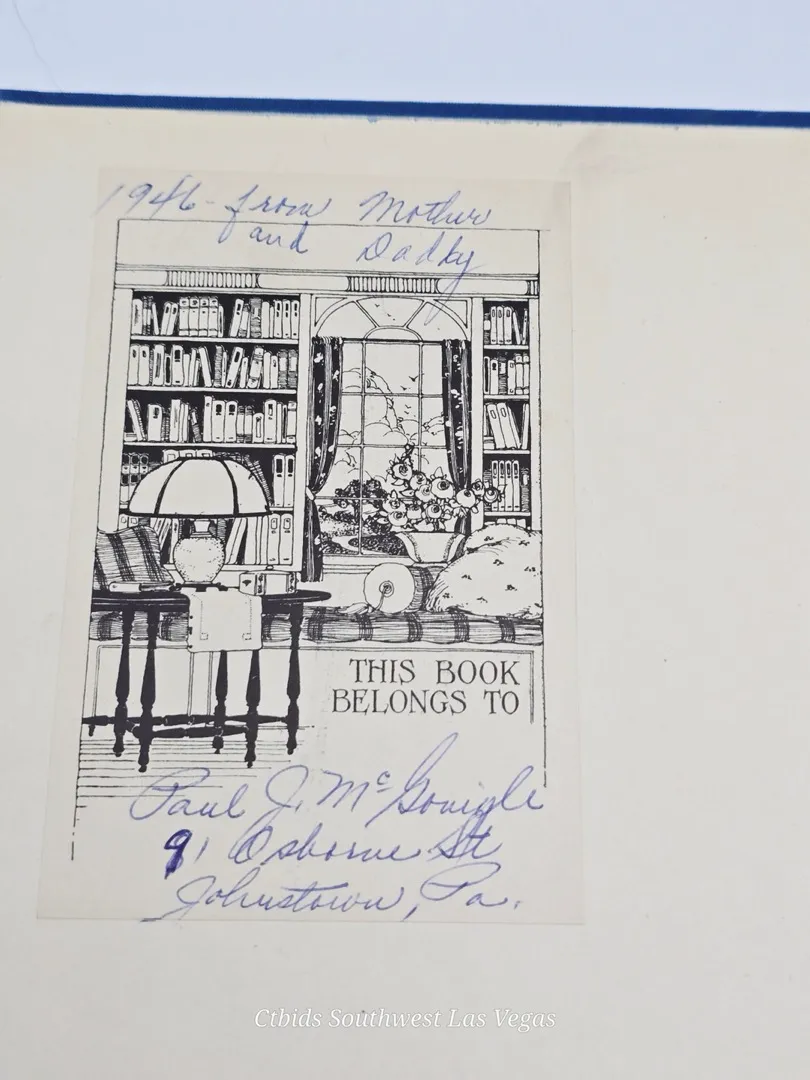 1946 - from Mother
and Daddy
THIS BOOK
BELONGS TO
Paul J. McGonigle
91 Osborne St
Johnstown, Pa.
Ctbids Southwest Las Vegas